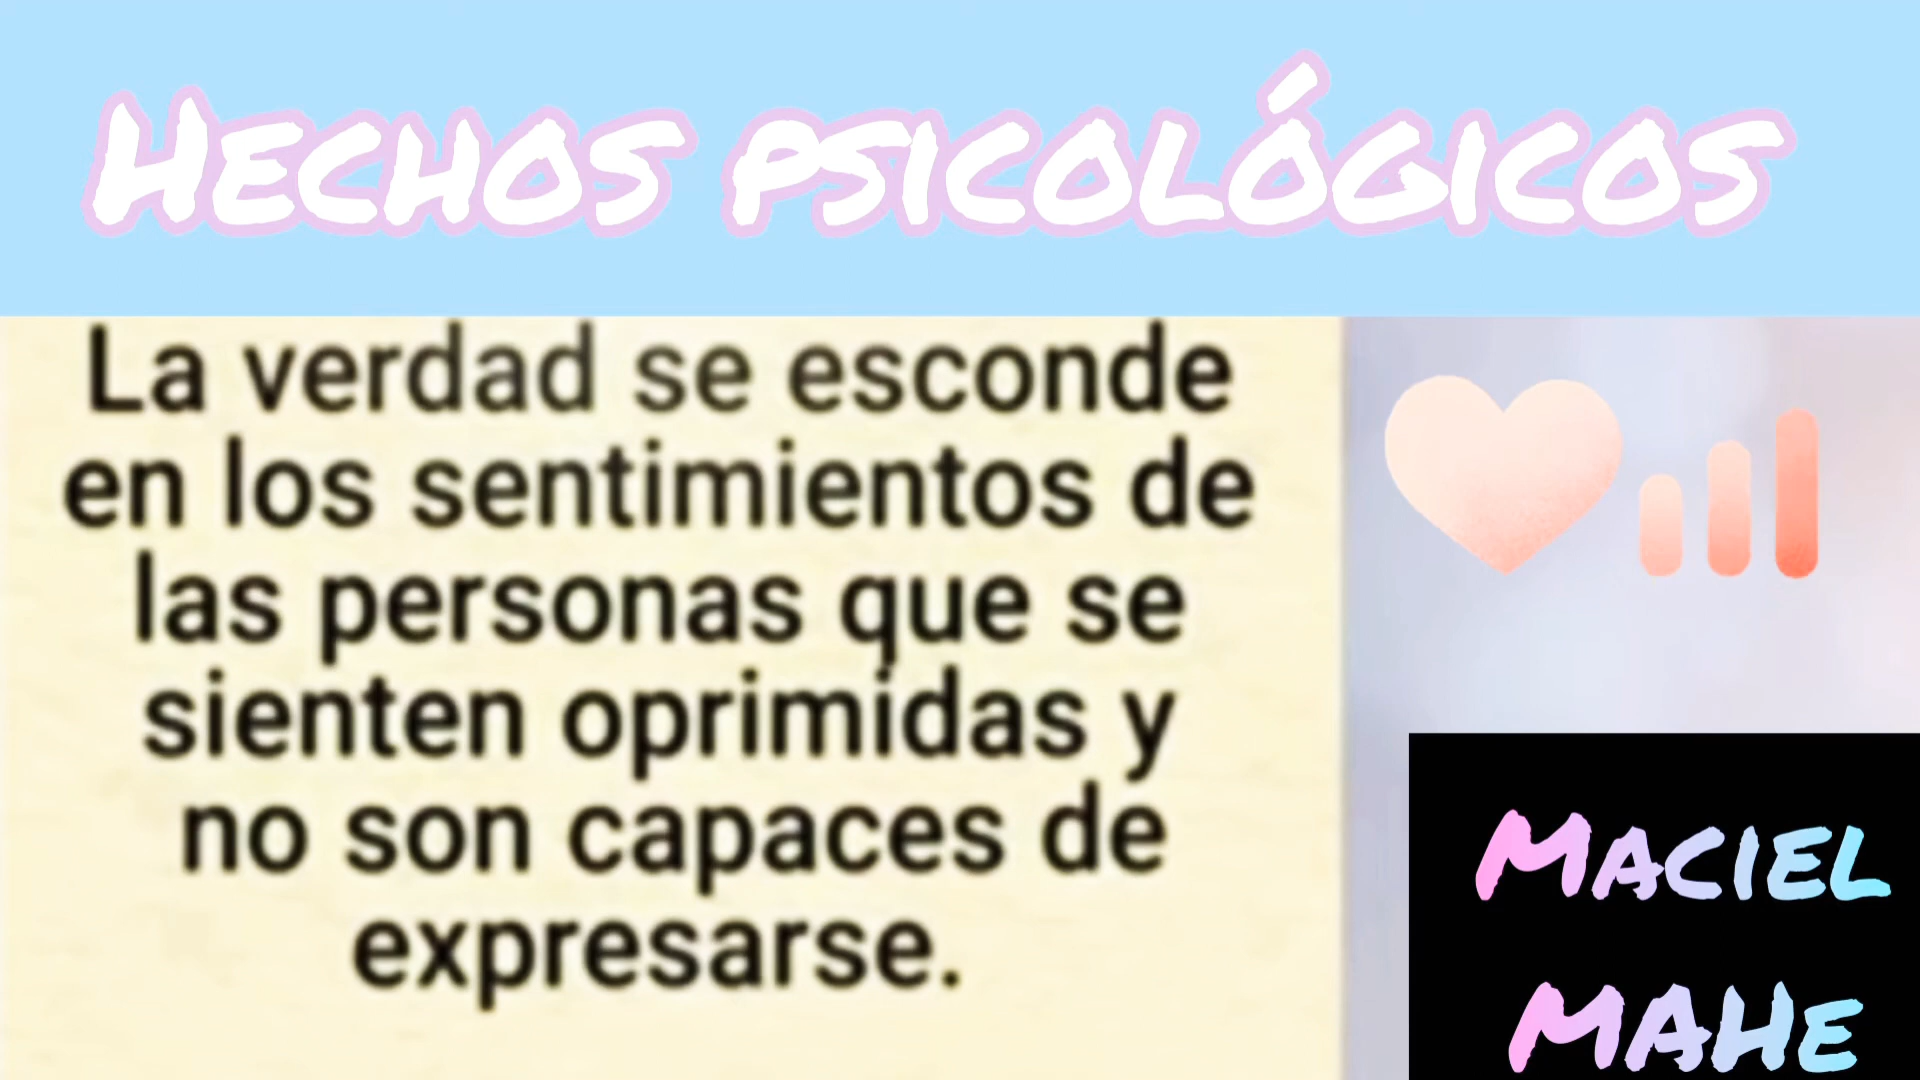 Hechos psicológicos
La verdad se esconde
en los sentimientos de
las personas que se
sienten oprimidas y
no son capaces de
expresarse.
Maciel
MAHe